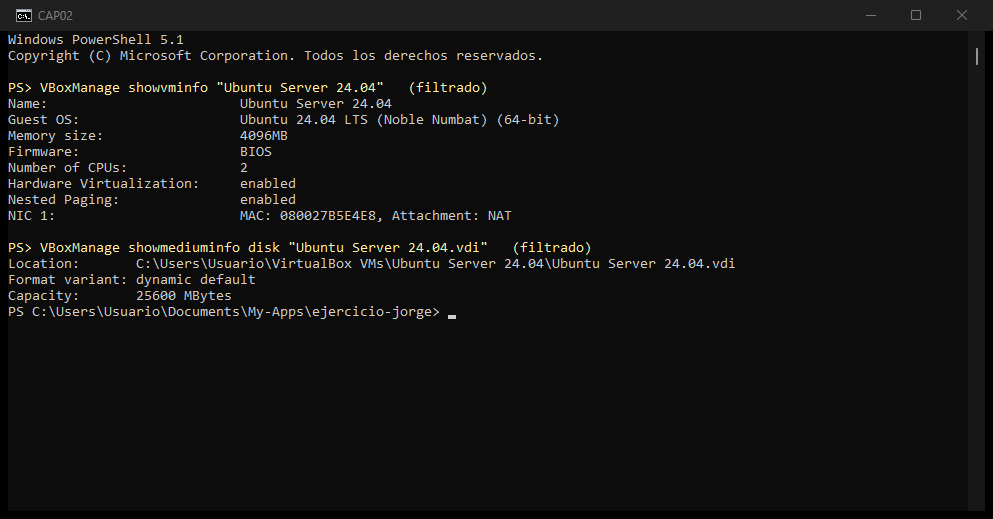 CAP02
Windows PowerShell 5.1
Copyright (C) Microsoft Corporation. Todos los derechos reservados.
PS> VBoxManage showvminfo "Ubuntu Server 24.04"   (filtrado)
Name:                        Ubuntu Server 24.04
Guest OS:                    Ubuntu 24.04 LTS (Noble Numbat) (64-bit)
Memory size:                 4096MB
Firmware:                    BIOS
Number of CPUs:              2
Hardware Virtualization:     enabled
Nested Paging:               enabled
NIC 1:                       MAC: 080027B5E4E8, Attachment: NAT
PS> VBoxManage showmediuminfo disk "Ubuntu Server 24.04.vdi"   (filtrado)
Location:       C:\Users\Usuario\VirtualBox VMs\Ubuntu Server 24.04\Ubuntu Server 24.04.vdi
Format variant: dynamic default
Capacity:       25600 MBytes
PS C:\Users\Usuario\Documents\My-Apps\ejercicio-jorge>